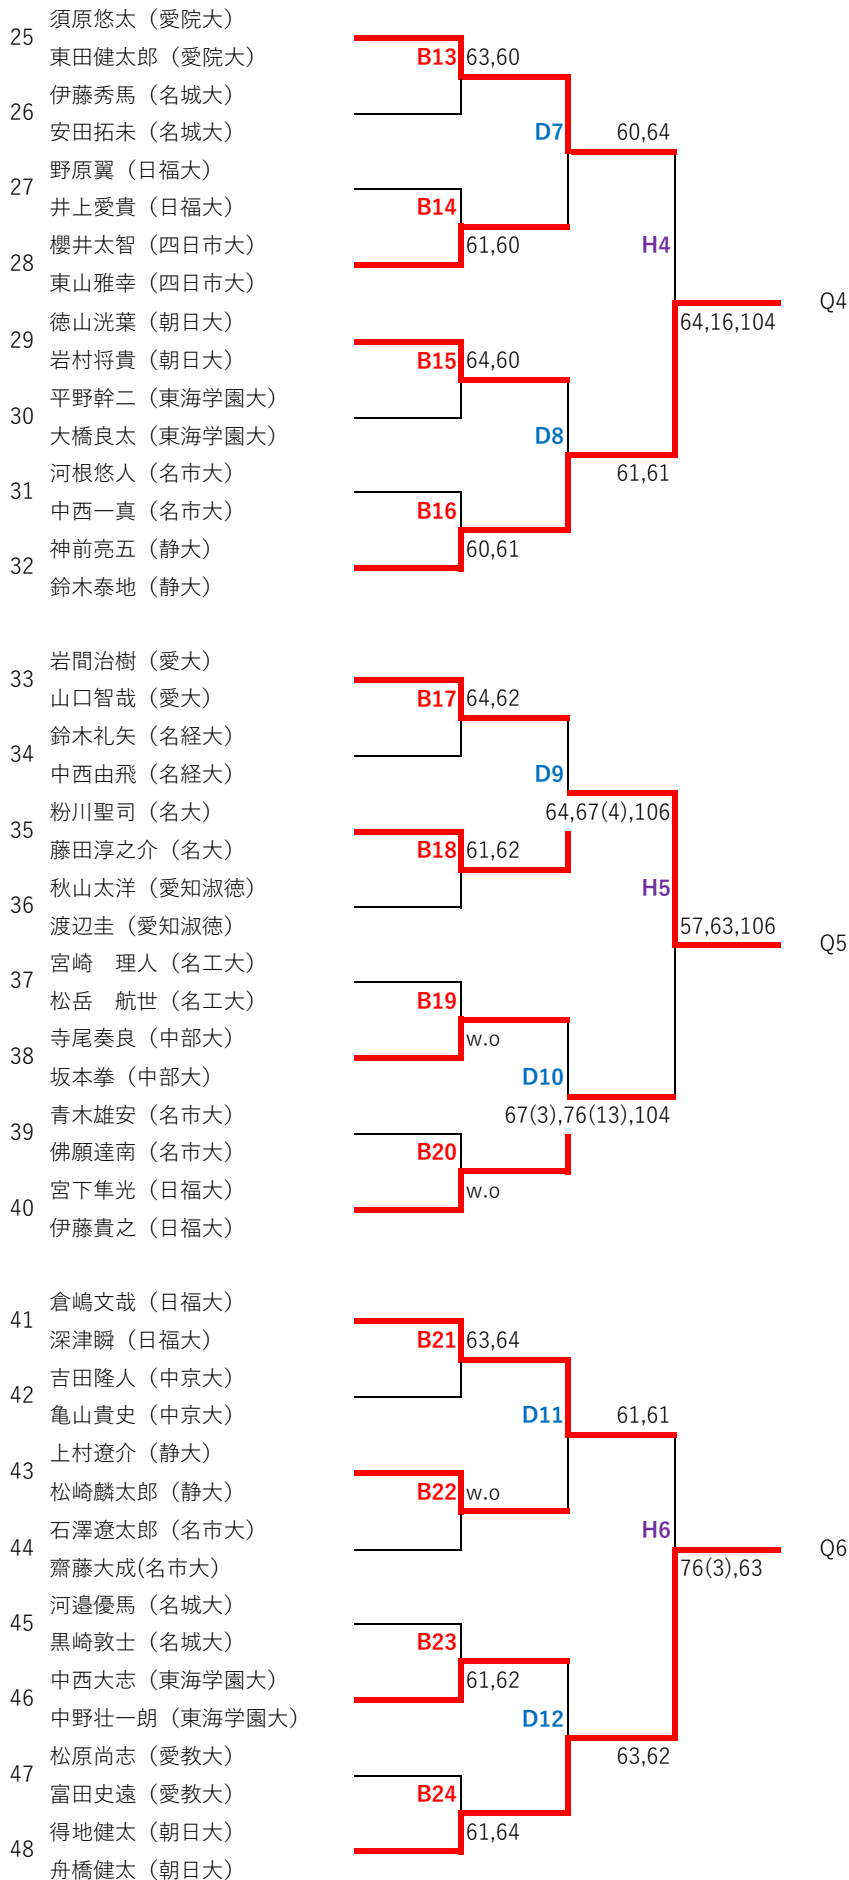 須原悠太（愛院大）
25
東田健太郎（愛院大）
B13 63,60
伊藤秀馬（名城大）
26
安田拓未（名城大）
D7 60,64
野原翼（日福大）
27
井上愛貴（日福大）
B14
櫻井太智（四日市大）
61,60
H4
28
東山雅幸（四日市大）
Q4
徳山洸葉（朝日大）
64,16,104
29
岩村将貴（朝日大）
B15 64,60
平野幹二（東海学園大）
30
大橋良太（東海学園大）
D8
河根悠人（名市大）
61,61
31
中西一真（名市大）
B16
神前亮五（静大）
60,61
32
鈴木泰地（静大）
岩間治樹（愛大）
33
山口智哉（愛大）
B17 64,62
鈴木礼矢（名経大）
34
中西由飛（名経大）
D9
粉川聖司（名大）
64,67(4),106
35
藤田淳之介（名大）
B18 61,62
秋山太洋（愛知淑徳）
H5
36
渡辺圭（愛知淑徳）
57,63,106
Q5
宮崎　理人（名工大）
37
松岳　航世（名工大）
B19
寺尾奏良（中部大）
w.o
38
坂本拳（中部大）
D10
青木雄安（名市大）
67(3),76(13),104
39
佛願達南（名市大）
B20
宮下隼光（日福大）
w.o
40
伊藤貴之（日福大）
倉嶋文哉（日福大）
41
深津瞬（日福大）
B21 63,64
吉田隆人（中京大）
42
亀山貴史（中京大）
D11 61,61
上村遼介（静大）
43
松崎麟太郎（静大）
B22 w.o
石澤遼太郎（名市大）
H6
44
Q6
齋藤大成(名市大）
76(3),63
河邉優馬（名城大）
45
黒崎敦士（名城大）
B23
中西大志（東海学園大）
61,62
46
中野壮一朗（東海学園大）
D12
松原尚志（愛教大）
63,62
47
富田史遠（愛教大）
B24
得地健太（朝日大）
61,64
48
舟橋健太（朝日大）